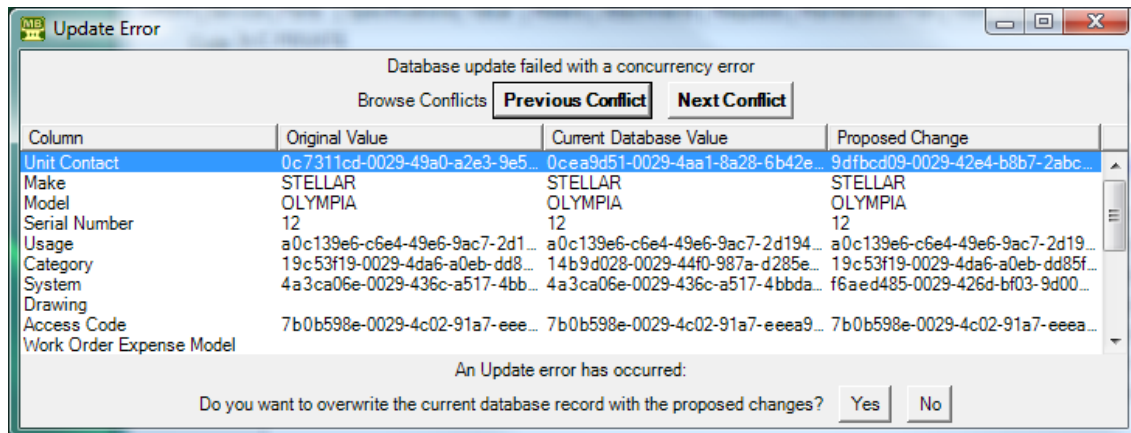 MB
Update Error
Database update failed with a concurrency error
Browse Conflicts Previous Conflict Next Conflict
Column Original Value Current Database Value Proposed Change
Unit Contact 0c7311cd-0029-49a0-a2e3-9e5... 0cea9d51-0029-4aa1-8a28-6b42e... 9dfbcd09-0029-42e4-b8b7-2abc...
Make STELLAR STELLAR STELLAR
Model OLYMPIA OLYMPIA OLYMPIA
Serial Number 12 12 12
Usage a0c139e6-c6e4-49e6-9ac7-2d1... a0c139e6-c6e4-49e6-9ac7-2d194... a0c139e6-c6e4-49e6-9ac7-2d19...
Category 19c53f19-0029-4da6-a0eb-dd8... 14b9d028-0029-44f0-987a-d285e... 19c53f19-0029-4da6-a0eb-dd85f...
System 4a3ca06e-0029-436c-a517-4bb... 4a3ca06e-0029-436c-a517-4bbda... f6aed485-0029-426d-bf03-9d00...
Drawing
Access Code 7b0b598e-0029-4c02-91a7-eee... 7b0b598e-0029-4c02-91a7-eeea9... 7b0b598e-0029-4c02-91a7-eeea...
Work Order Expense Model
An Update error has occurred:
Do you want to overwrite the current database record with the proposed changes? Yes No